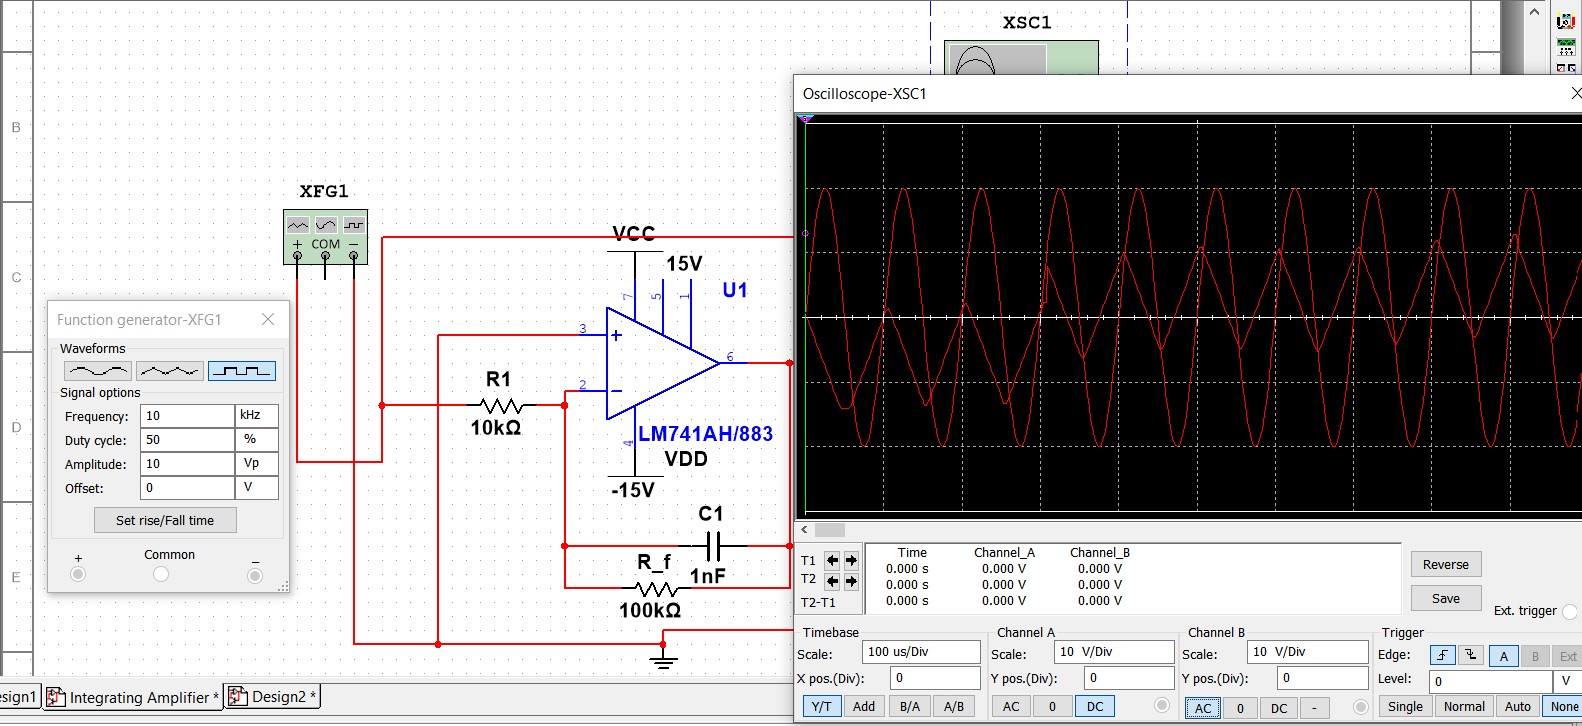 XSC1
Oscilloscope-XSC1
B
C
D
E
XFG1
+ COM −
VCC
15V
U1
7 5 1
3
+
2
−
6
4
LM741AH/883
VDD
-15V
R1
10kΩ
C1
1nF
R_f
100kΩ
Function generator-XFG1
Waveforms
Signal options
Frequency: 10 kHz
Duty cycle: 50 %
Amplitude: 10 Vp
Offset: 0 V
Set rise/Fall time
+ Common −
Time Channel_A Channel_B
T1 0.000 s 0.000 V 0.000 V
T2 0.000 s 0.000 V 0.000 V
T2-T1 0.000 s 0.000 V 0.000 V
Reverse
Save
Ext. trigger
Timebase
Scale: 100 us/Div
X pos.(Div): 0
Y/T Add B/A A/B
Channel A
Scale: 10 V/Div
Y pos.(Div): 0
AC 0 DC
Channel B
Scale: 10 V/Div
Y pos.(Div): 0
AC 0 DC -
Trigger
Edge: A B Ext
Level: 0 V
Single Normal Auto None
esign1 Integrating Amplifier * Design2 *